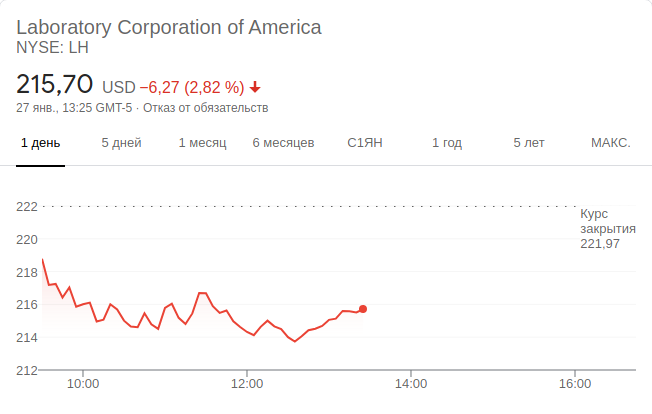 Laboratory Corporation of America
NYSE: LH
215,70 USD −6,27 (2,82 %)
27 янв., 13:25 GMT-5 · Отказ от обязательств
1 день 5 дней 1 месяц 6 месяцев С1ЯН 1 год 5 лет МАКС.
222
Курс
закрытия
221,97
220
218
216
214
212
10:00 12:00 14:00 16:00